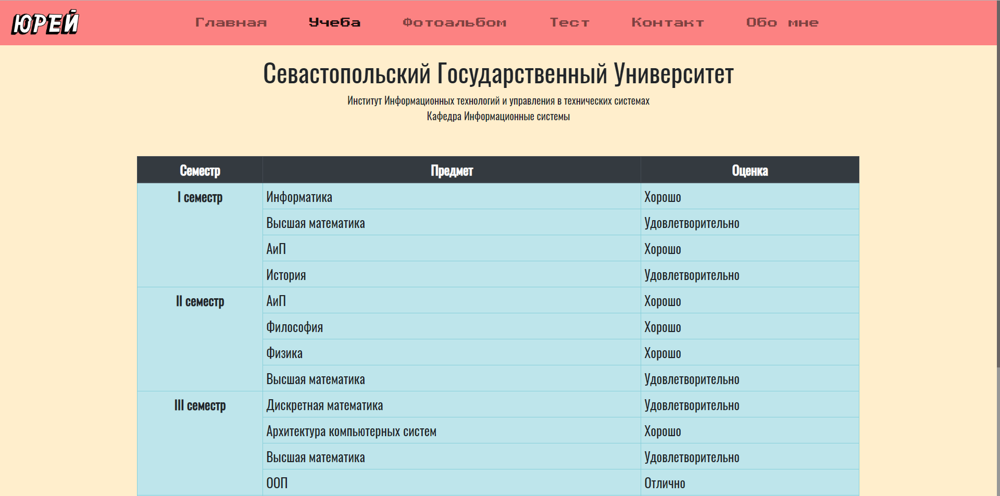 ЮРЕЙ Главная Учеба Фотоальбом Тест Контакт Обо мне
Севастопольский Государственный Университет
Институт Информационных технологий и управления в технических системах
Кафедра Информационные системы
Семестр Предмет Оценка
I семестр Информатика Хорошо
Высшая математика Удовлетворительно
АиП Хорошо
История Удовлетворительно
II семестр АиП Хорошо
Философия Хорошо
Физика Хорошо
Высшая математика Удовлетворительно
III семестр Дискретная математика Удовлетворительно
Архитектура компьютерных систем Хорошо
Высшая математика Удовлетворительно
ООП Отлично